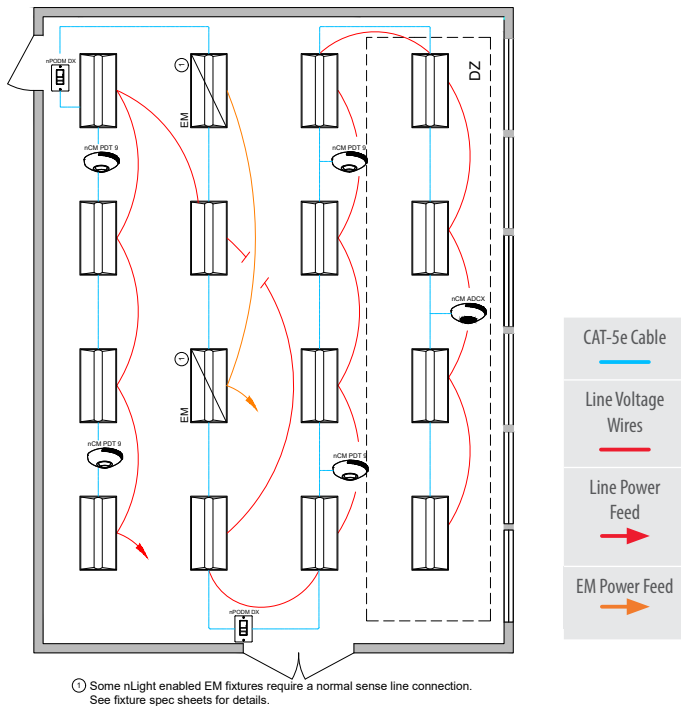 nPODM DX
1
EM
DZ
nCM PDT 9
nCM PDT 9
nCM ADCX
1
EM
nCM PDT 9
nCM PDT 9
nPODM DX
CAT-5e Cable
Line Voltage
Wires
Line Power
Feed
EM Power Feed
1 Some nLight enabled EM fixtures require a normal sense line connection.
See fixture spec sheets for details.